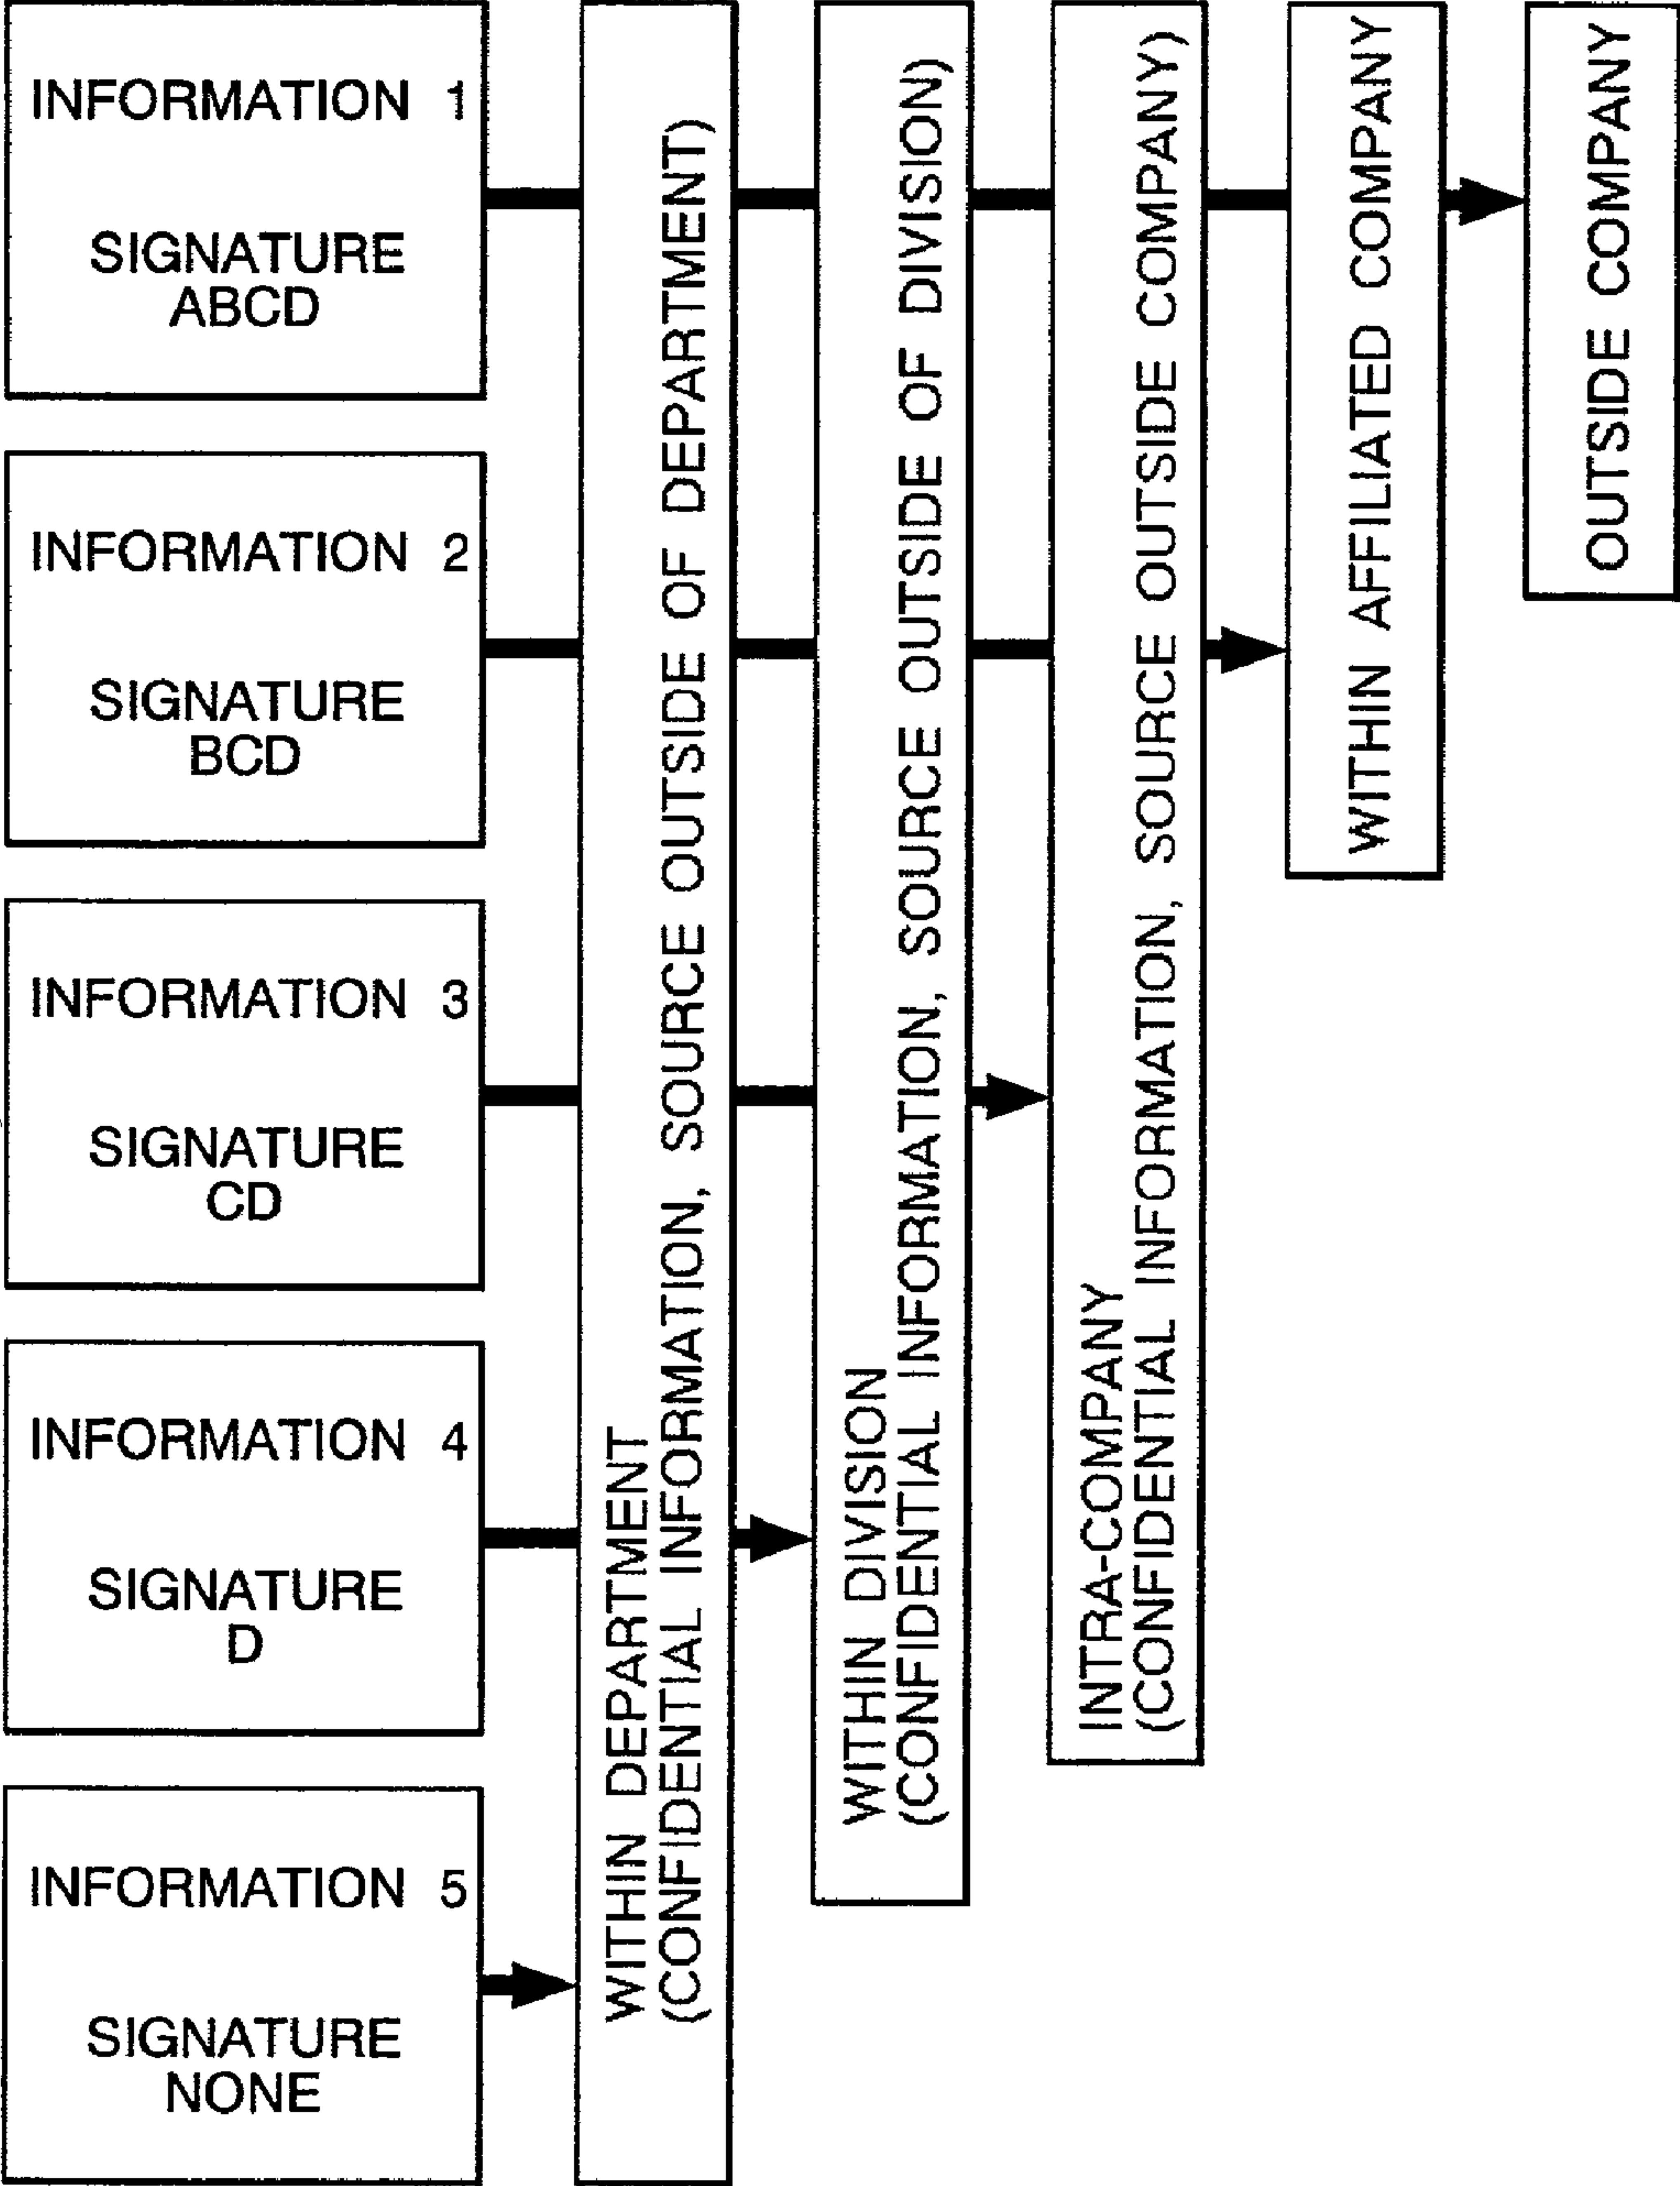 INFORMATION 1
SIGNATURE
ABCD
INFORMATION 2
SIGNATURE
BCD
INFORMATION 3
SIGNATURE
CD
INFORMATION 4
SIGNATURE
D
INFORMATION 5
SIGNATURE
NONE
WITHIN DEPARTMENT
(CONFIDENTIAL INFORMATION, SOURCE OUTSIDE OF DEPARTMENT)
WITHIN DIVISION
(CONFIDENTIAL INFORMATION, SOURCE OUTSIDE OF DIVISION)
INTRA-COMPANY
(CONFIDENTIAL INFORMATION, SOURCE OUTSIDE COMPANY)
WITHIN AFFILIATED COMPANY
OUTSIDE COMPANY